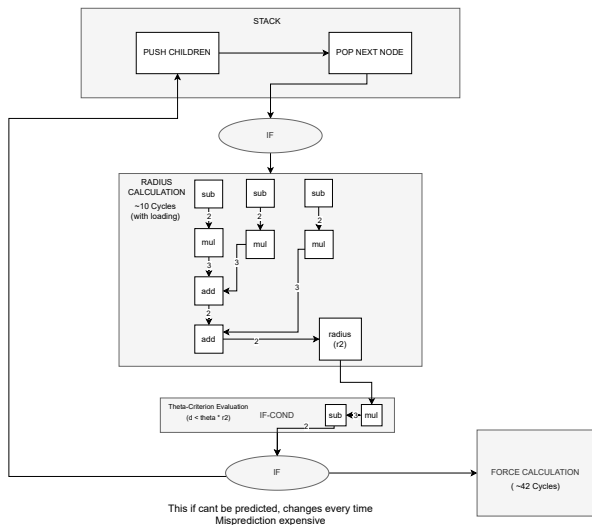 STACK
PUSH CHILDREN
POP NEXT NODE
IF
RADIUS
CALCULATION
~10 Cycles
(with loading)
sub
sub
sub
2
2
2
mul
mul
mul
3
3
3
add
2
add
2
radius
(r2)
Theta-Criterion Evaluation
(d < theta * r2)
IF-COND
sub
3
mul
2
IF
FORCE CALCULATION
( ~42 Cycles)
This if cant be predicted, changes every time
Misprediction expensive